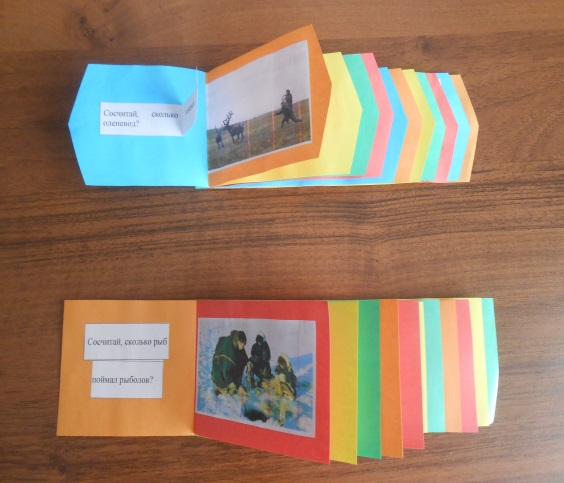 Сосчитай, сколько
оленевод?
Сосчитай, сколько рыб
поймал рыболов?